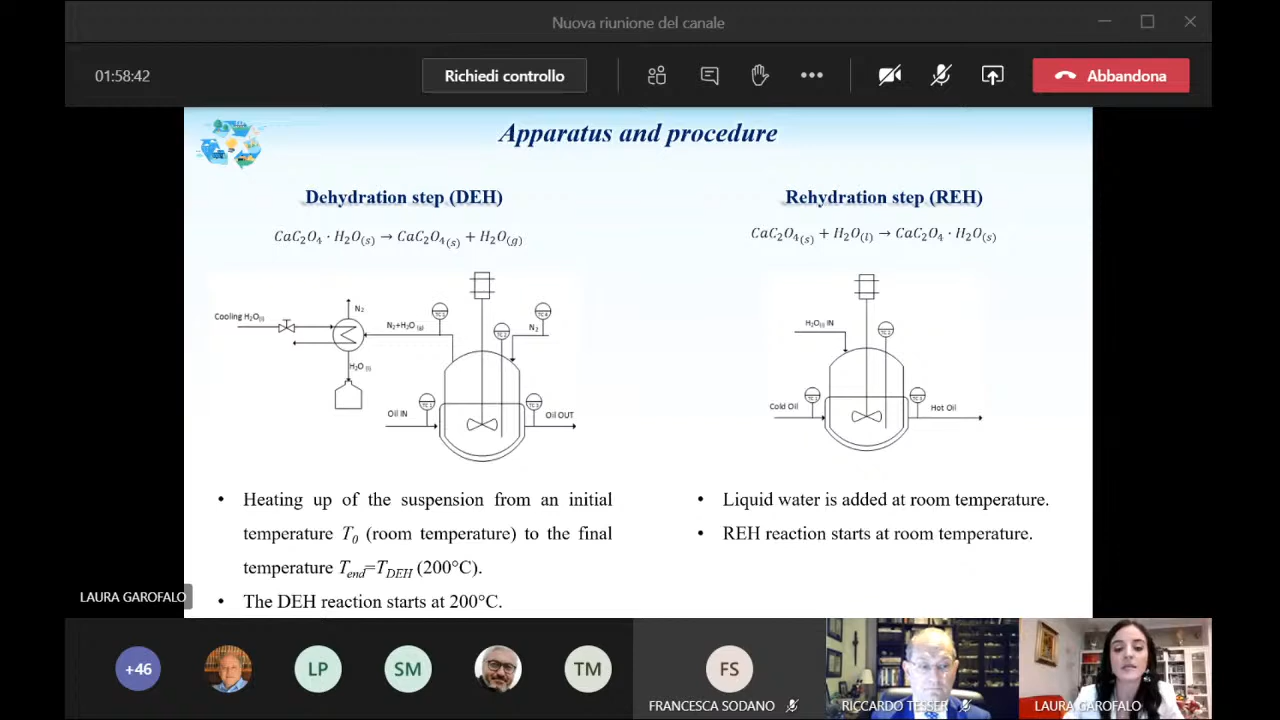 Nuova riunione del canale
01:58:42
Richiedi controllo
Abbandona
Apparatus and procedure
Dehydration step (DEH)
CaC₂O₄ · H₂O(s) → CaC₂O₄(s) + H₂O(g)
Cooling H₂O(l)
N₂
N₂+H₂O (g)
N₂
H₂O (l)
Oil IN
Oil OUT
• Heating up of the suspension from an initial
temperature T₀ (room temperature) to the final
temperature Tend=TDEH (200°C).
• The DEH reaction starts at 200°C.
Rehydration step (REH)
CaC₂O₄(s) + H₂O(l) → CaC₂O₄ · H₂O(s)
H₂O(l) IN
Cold Oil
Hot Oil
• Liquid water is added at room temperature.
• REH reaction starts at room temperature.
LAURA GAROFALO
+46
LP
SM
TM
FS
FRANCESCA SODANO
RICCARDO TESSER
LAURA GAROFALO